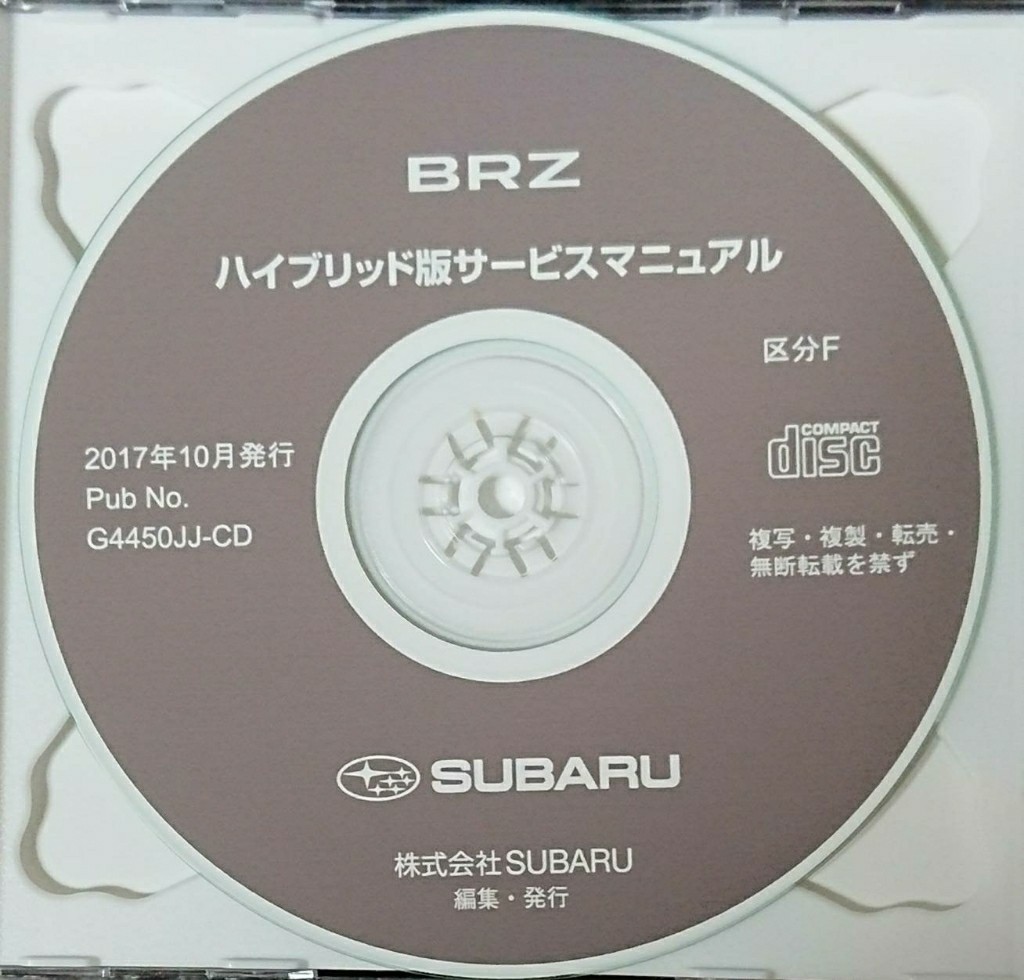 BRZ
ハイブリッド版サービスマニュアル
区分F
COMPACT
disc
2017年10月発行
Pub No.
G4450JJ-CD
複写・複製・転売・
無断転載を禁ず
SUBARU
株式会社SUBARU
編集・発行